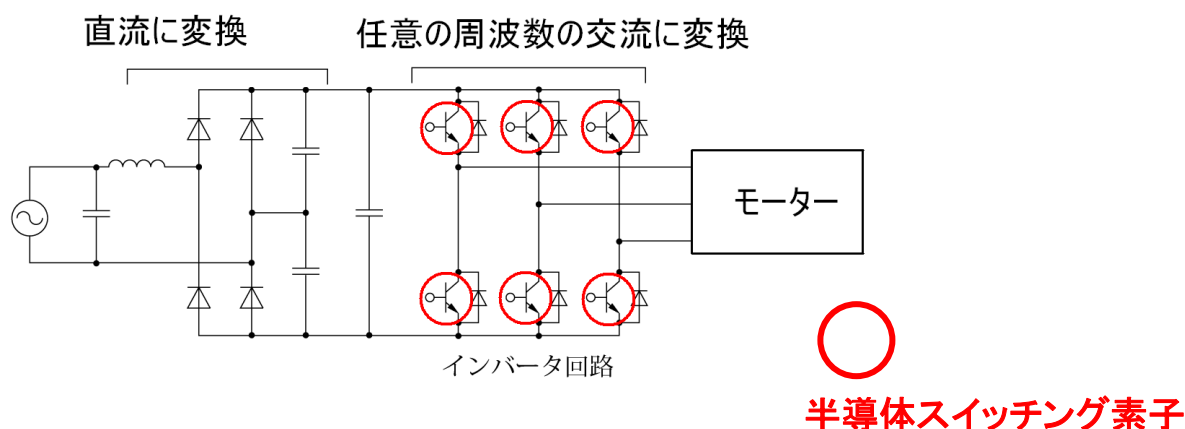 直流に変換
任意の周波数の交流に変換
モーター
インバータ回路
半導体スイッチング素子